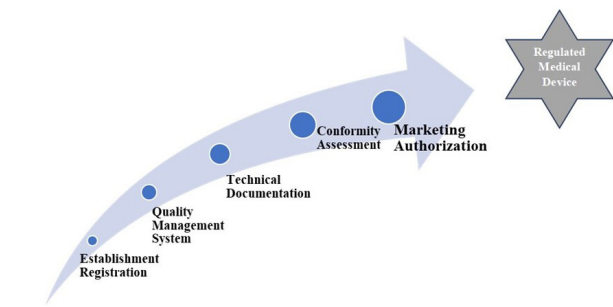 Regulated
Medical
Device
Conformity
Assessment
Marketing
Authorization
Technical
Documentation
Quality
Management
System
Establishment
Registration